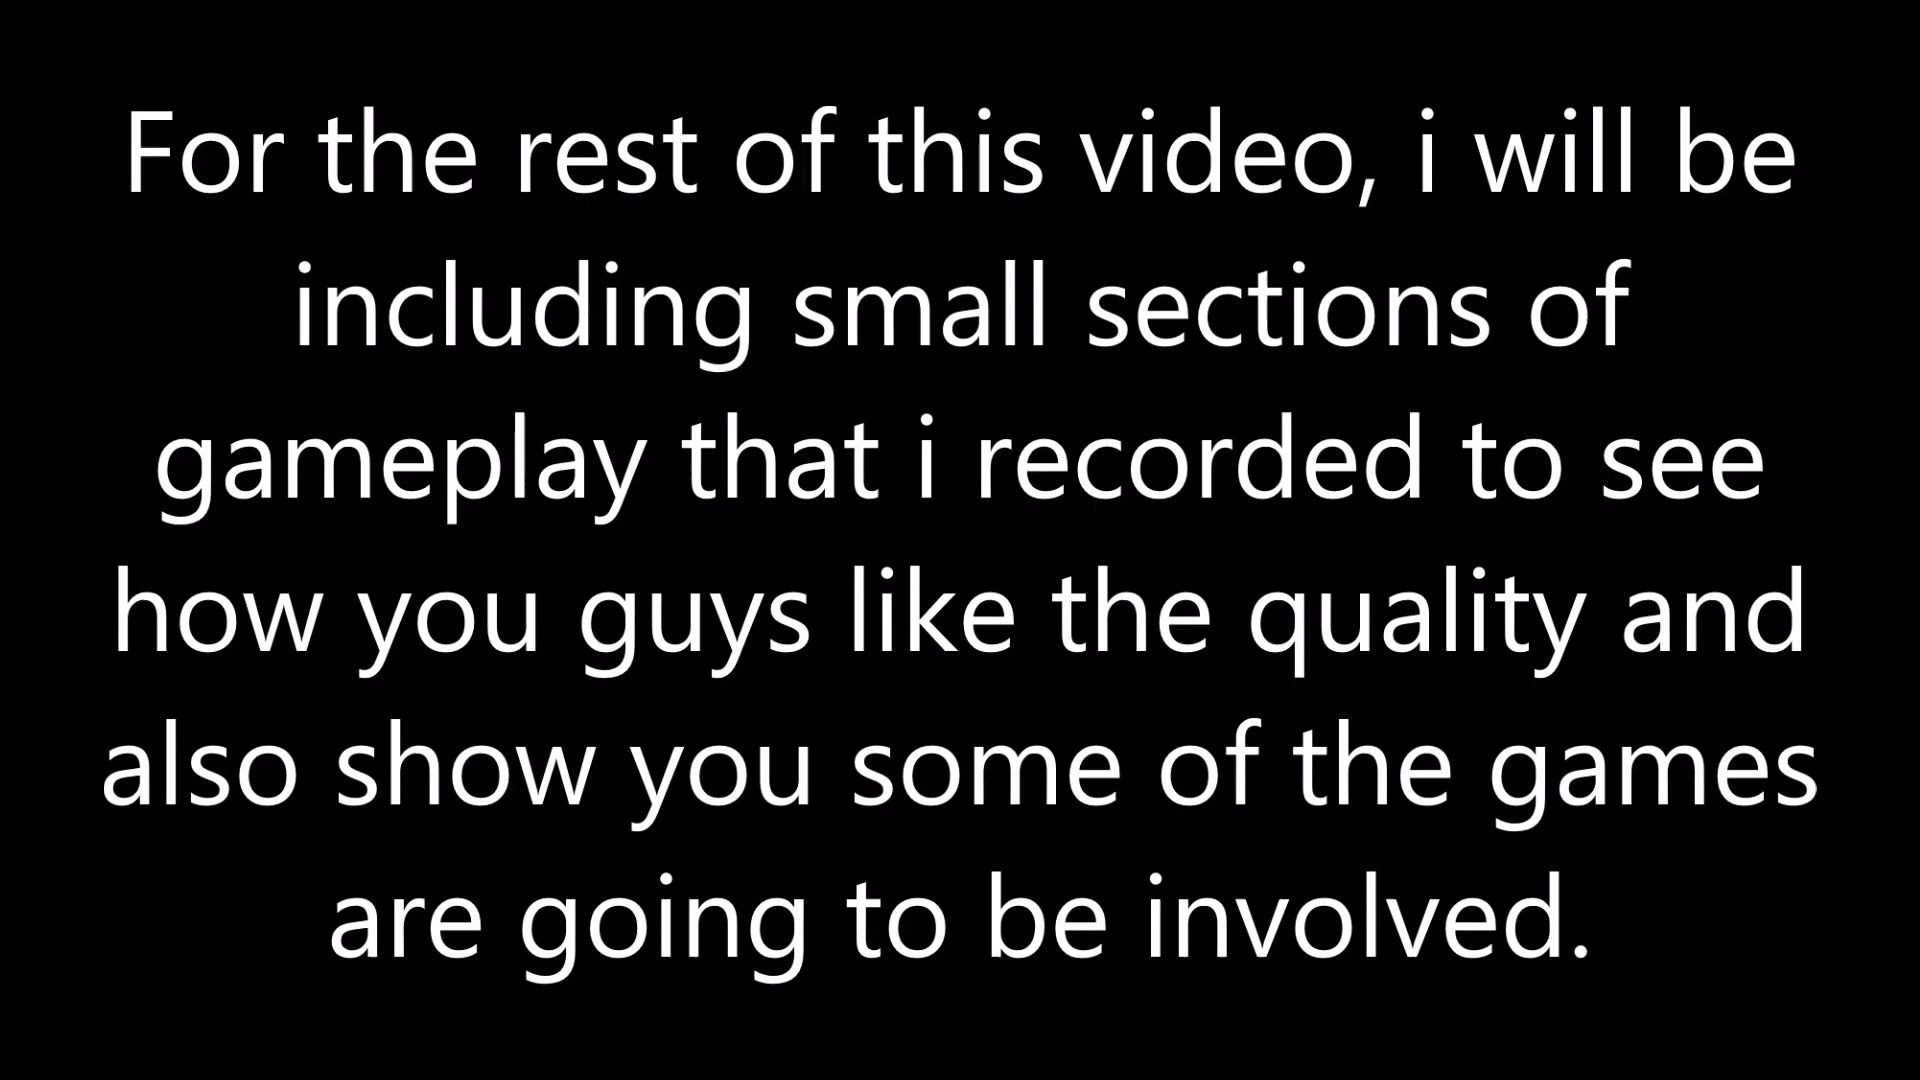 For the rest of this video, i will be
including small sections of
gameplay that i recorded to see
how you guys like the quality and
also show you some of the games
are going to be involved.